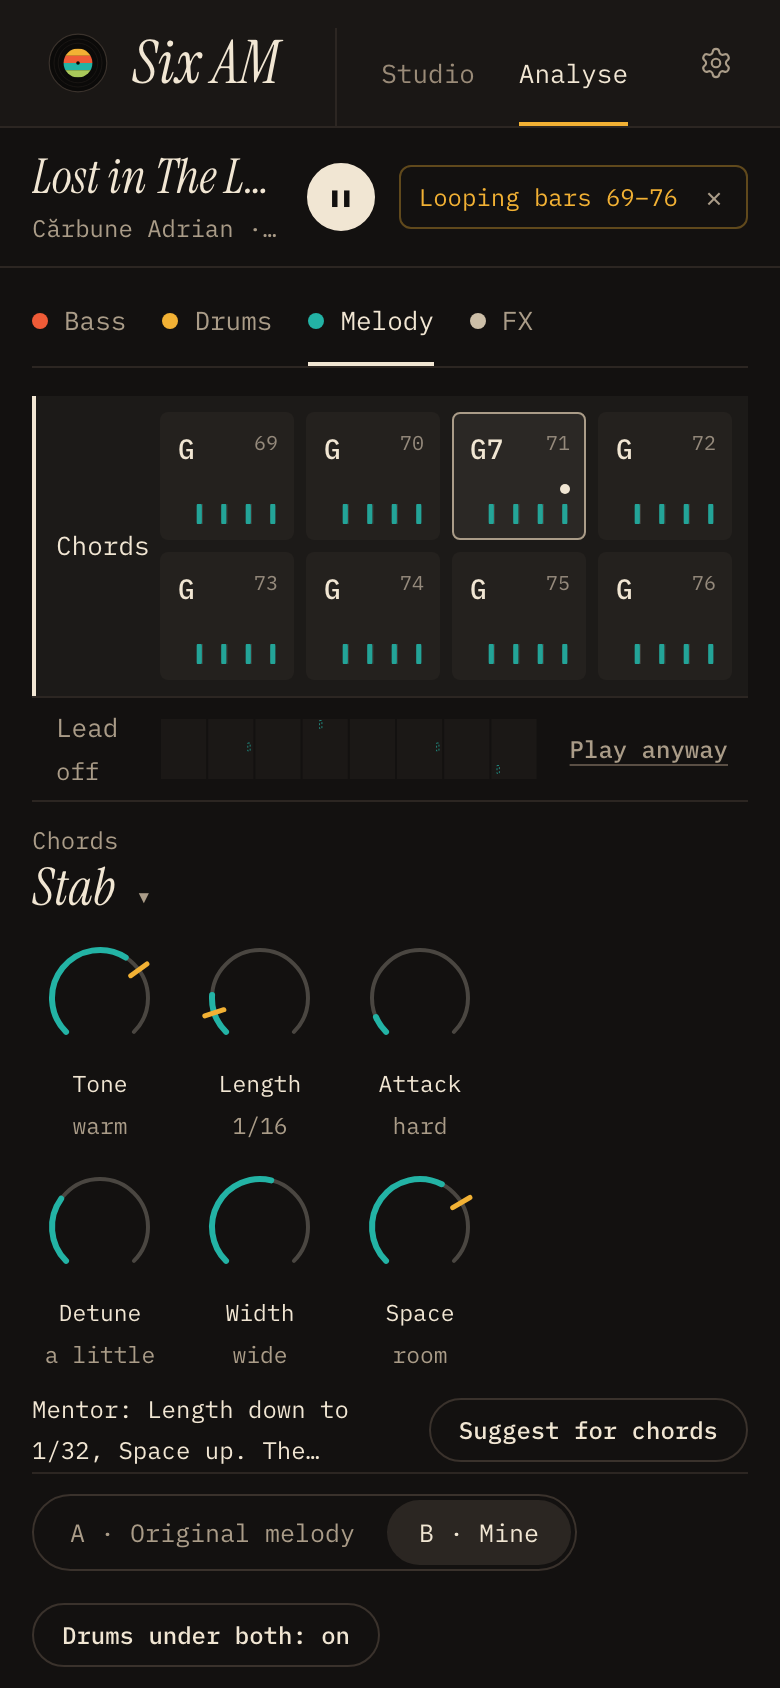 Six AM
Studio
Analyse
Lost in The L…
Cărbune Adrian ·…
Looping bars 69–76 ×
Bass
Drums
Melody
FX
Chords
G 69
G 70
G7 71
G 72
G 73
G 74
G 75
G 76
Lead
off
Play anyway
Chords
Stab ▾
Tone
warm
Length
1/16
Attack
hard
Detune
a little
Width
wide
Space
room
Mentor: Length down to
1/32, Space up. The…
Suggest for chords
A · Original melody
B · Mine
Drums under both: on